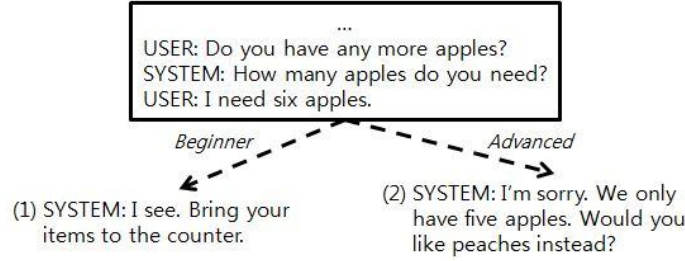 ...
USER: Do you have any more apples?
SYSTEM: How many apples do you need?
USER: I need six apples.
Beginner
Advanced
(1) SYSTEM: I see. Bring your
items to the counter.
(2) SYSTEM: I'm sorry. We only
have five apples. Would you
like peaches instead?